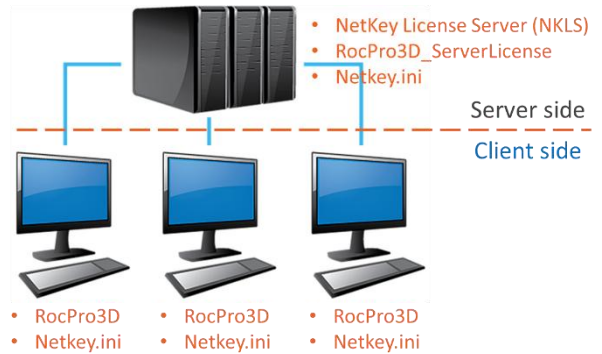 • NetKey License Server (NKLS)
• RocPro3D_ServerLicense
• Netkey.ini
Server side
Client side
• RocPro3D
• Netkey.ini
• RocPro3D
• Netkey.ini
• RocPro3D
• Netkey.ini